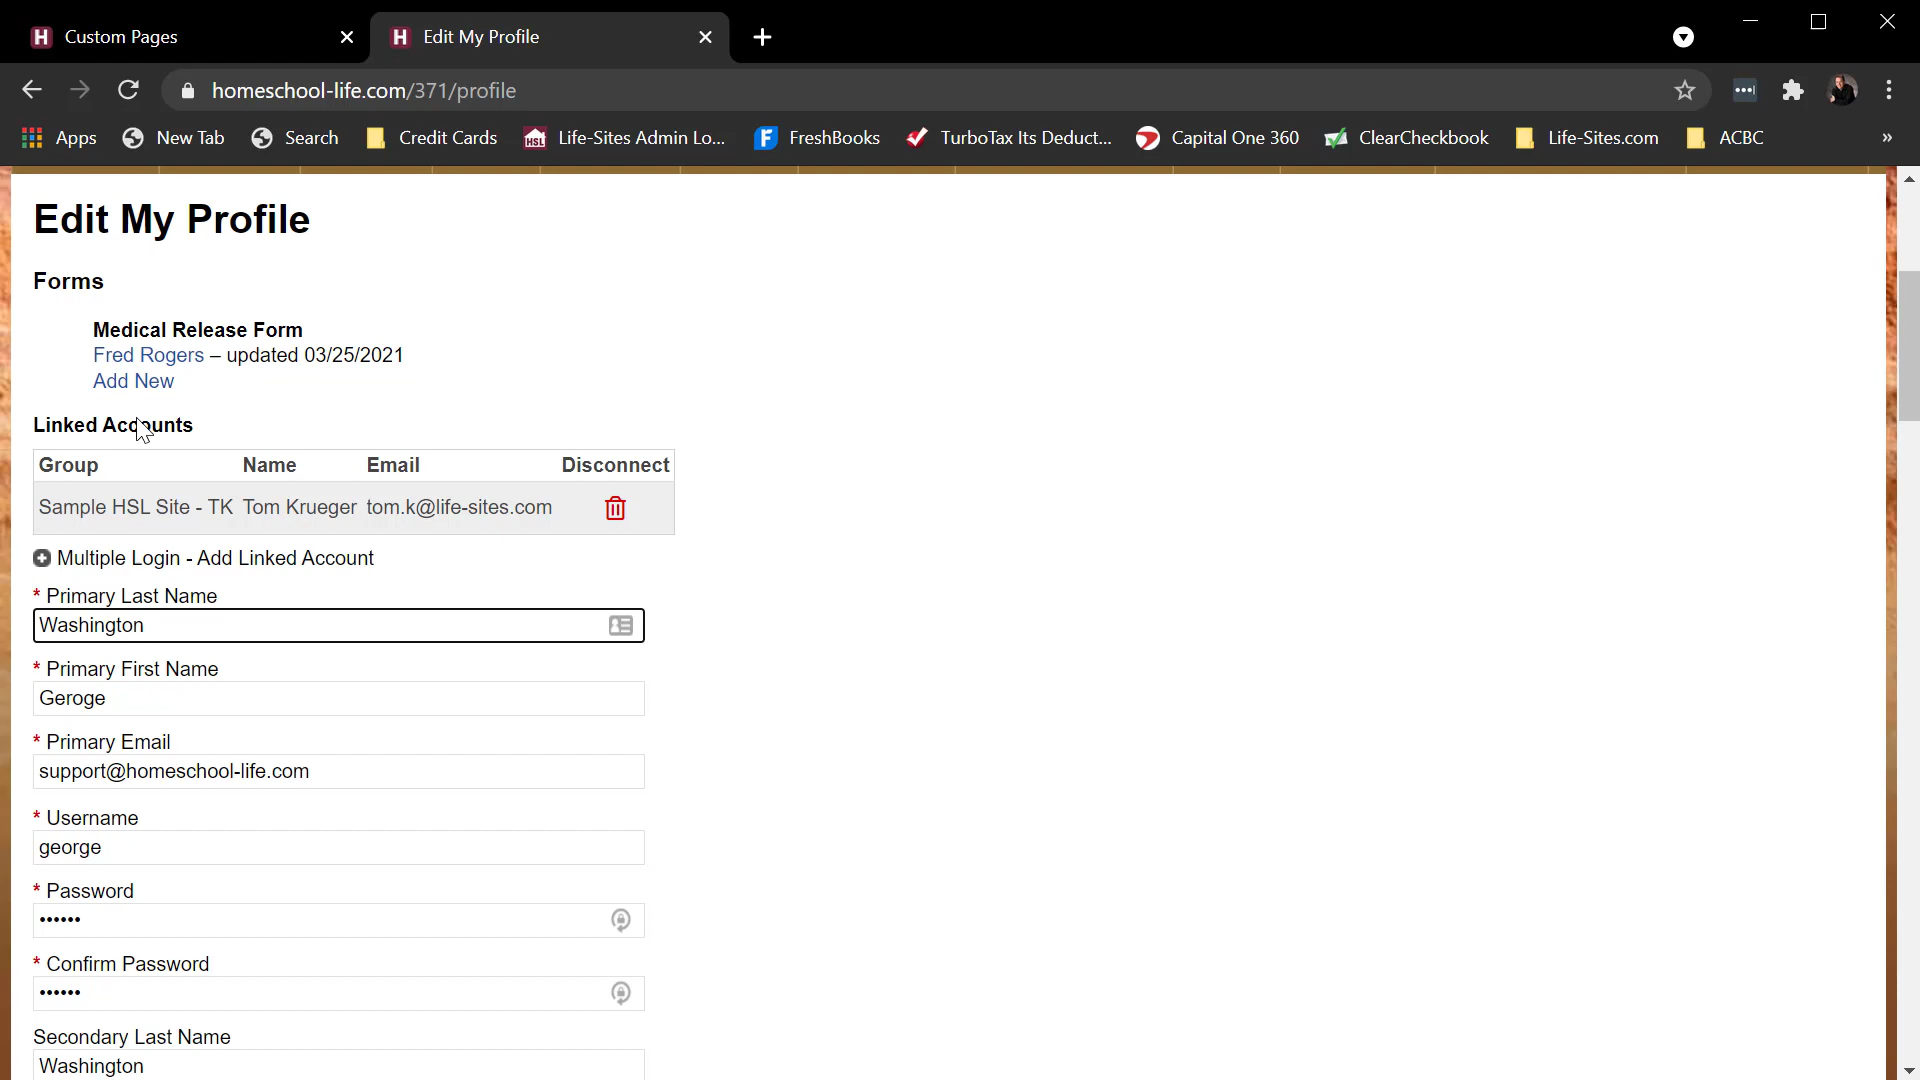 Custom Pages
Edit My Profile
homeschool-life.com/371/profile
Apps New Tab Search Credit Cards Life-Sites Admin Lo... FreshBooks TurboTax Its Deduct... Capital One 360 ClearCheckbook Life-Sites.com ACBC »
Edit My Profile
Forms
Medical Release Form
Fred Rogers – updated 03/25/2021
Add New
Linked Accounts
Group Name Email Disconnect
Sample HSL Site - TK Tom Krueger tom.k@life-sites.com
Multiple Login - Add Linked Account
* Primary Last Name
Washington
* Primary First Name
Geroge
* Primary Email
support@homeschool-life.com
* Username
george
* Password
••••••
* Confirm Password
••••••
Secondary Last Name
Washington